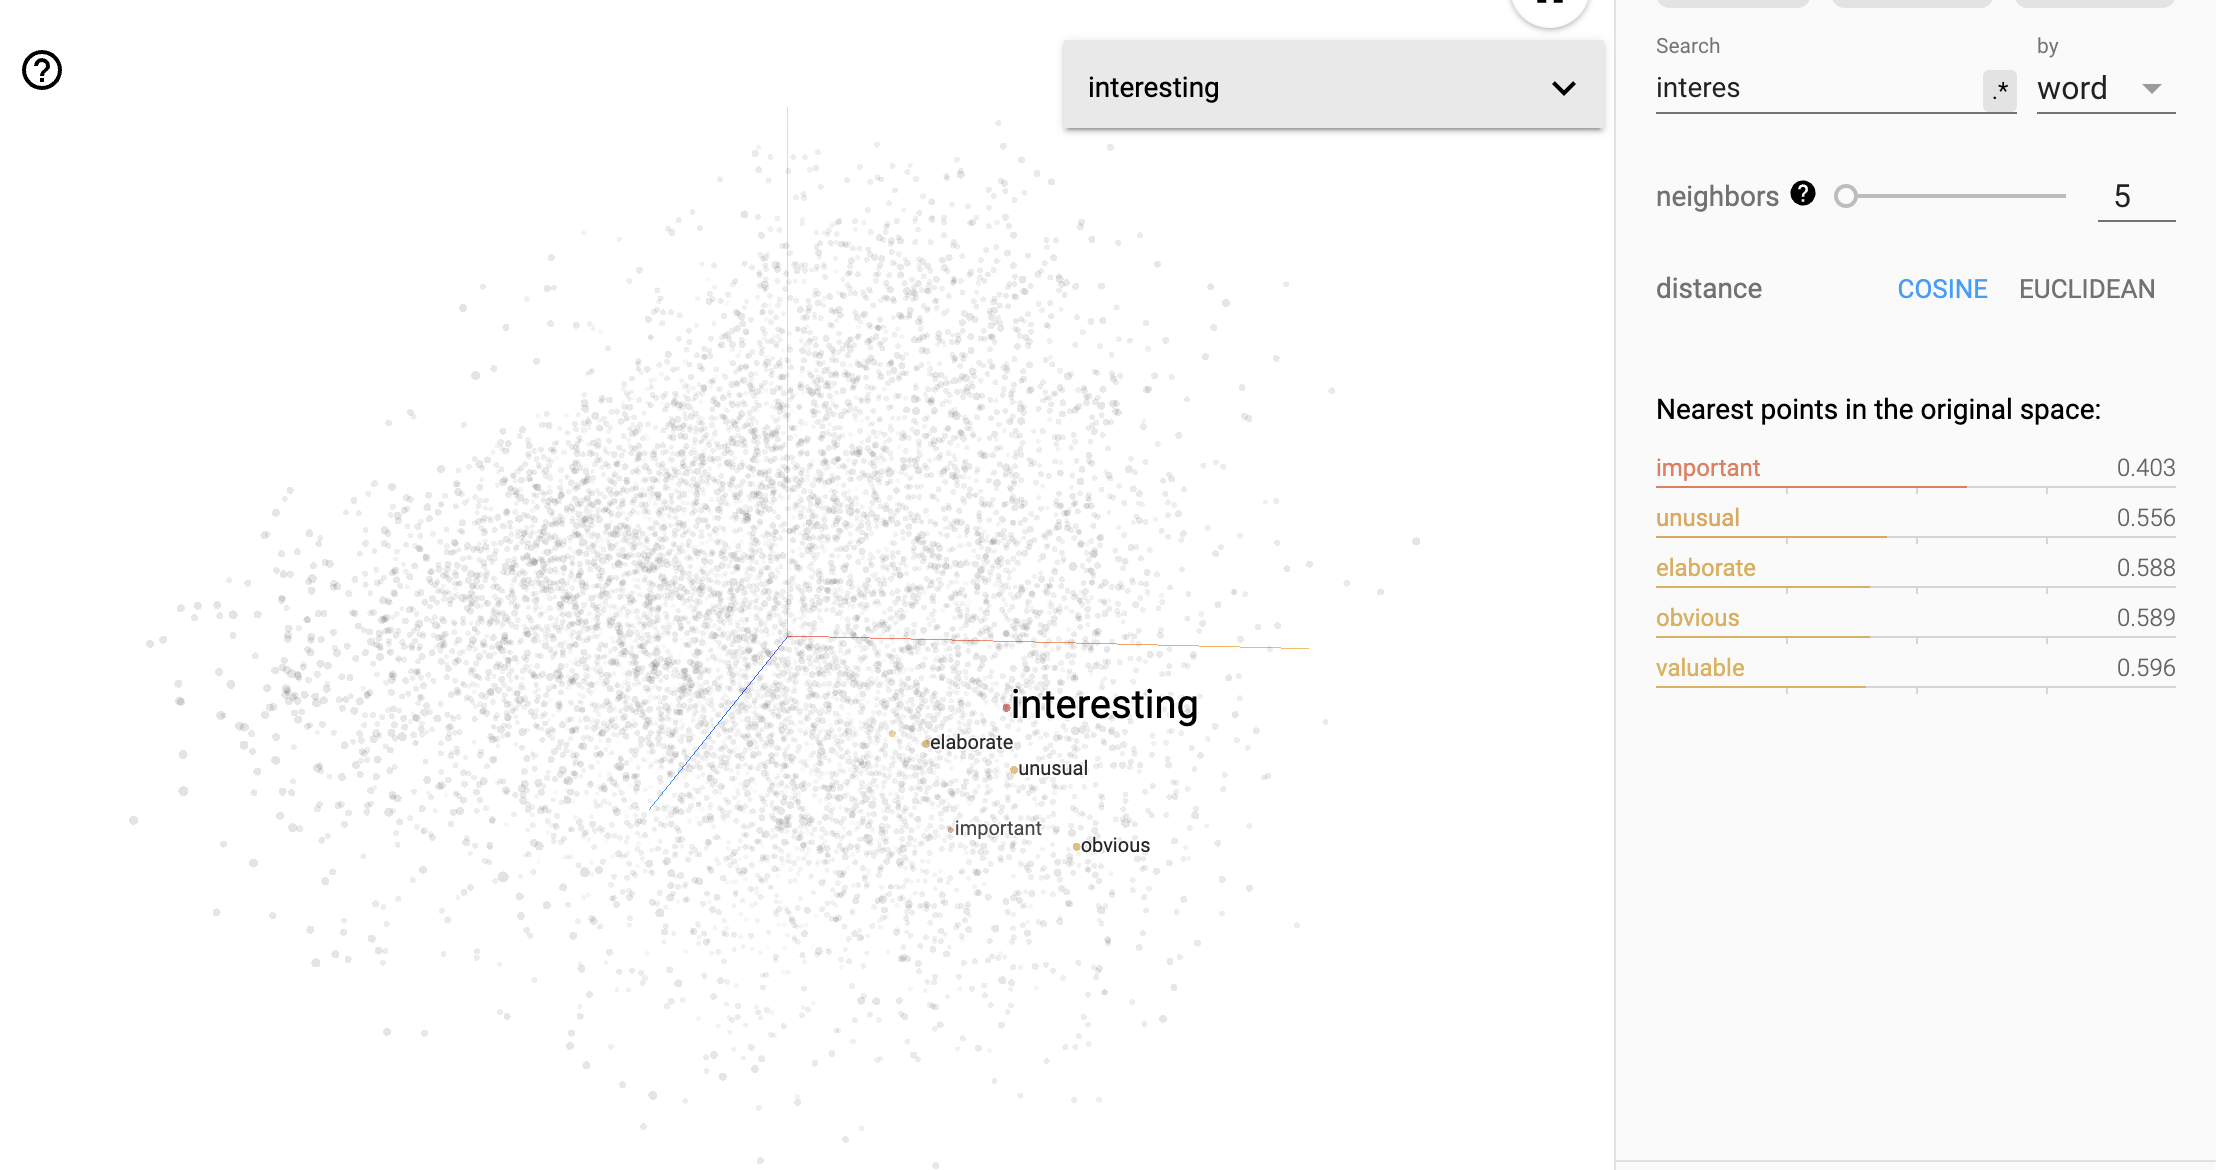 interesting
interesting
elaborate
unusual
important
obvious
Search
by
interes .* word
neighbors ? 5
distance COSINE EUCLIDEAN
Nearest points in the original space:
important 0.403
unusual 0.556
elaborate 0.588
obvious 0.589
valuable 0.596